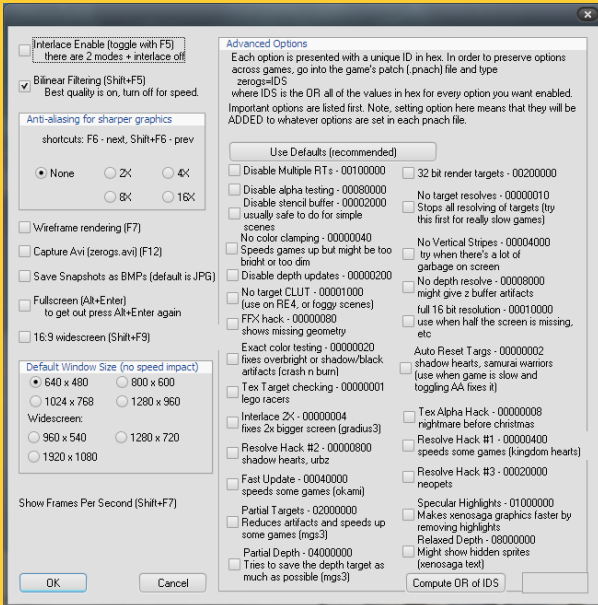 Interlace Enable (toggle with F5)
there are 2 modes + interlace off
Bilinear Filtering (Shift+F5)
Best quality is on, turn off for speed.
Anti-aliasing for sharper graphics
shortcuts: F6 - next, Shift+F6 - prev
None
2X
4X
8X
16X
Wireframe rendering (F7)
Capture Avi (zerogs.avi) (F12)
Save Snapshots as BMPs (default is JPG)
Fullscreen (Alt+Enter)
to get out press Alt+Enter again
16:9 widescreen (Shift+F9)
Default Window Size (no speed impact)
640 x 480
800 x 600
1024 x 768
1280 x 960
Widescreen:
960 x 540
1280 x 720
1920 x 1080
Show Frames Per Second (Shift+F7)
OK
Cancel
Advanced Options
Each option is presented with a unique ID in hex. In order to preserve options
across games, go into the game's patch (.pnach) file and type
zerogs=IDS
where IDS is the OR all of the values in hex for every option you want enabled.
Important options are listed first. Note, setting option here means that they will be
ADDED to whatever options are set in each pnach file.
Use Defaults (recommended)
Disable Multiple RTs - 00100000
Disable alpha testing - 00080000
Disable stencil buffer - 00002000
usually safe to do for simple
scenes
No color clamping - 00000040
Speeds games up but might be too
bright or too dim
Disable depth updates - 00000200
No target CLUT - 00001000
(use on RE4, or foggy scenes)
FFX hack - 00000080
shows missing geometry
Exact color testing - 00000020
fixes overbright or shadow/black
artifacts (crash n burn)
Tex Target checking - 00000001
lego racers
Interlace 2X - 00000004
fixes 2x bigger screen (gradius3)
Resolve Hack #2 - 00000800
shadow hearts, urbz
Fast Update - 00040000
speeds some games (okami)
Partial Targets - 02000000
Reduces artifacts and speeds up
some games (mgs3)
Partial Depth - 04000000
Tries to save the depth target as
much as possible (mgs3)
32 bit render targets - 00200000
No target resolves - 00000010
Stops all resolving of targets (try
this first for really slow games)
No Vertical Stripes - 00004000
try when there's a lot of
garbage on screen
No depth resolve - 00008000
might give z buffer artifacts
full 16 bit resolution - 00010000
use when half the screen is missing,
etc
Auto Reset Targs - 00000002
shadow hearts, samurai warriors
(use when game is slow and
toggling AA fixes it)
Tex Alpha Hack - 00000008
nightmare before christmas
Resolve Hack #1 - 00000400
speeds some games (kingdom hearts)
Resolve Hack #3 - 00020000
neopets
Specular Highlights - 01000000
Makes xenosaga graphics faster by
removing highlights
Relaxed Depth - 08000000
Might show hidden sprites
(xenosaga text)
Compute OR of IDS